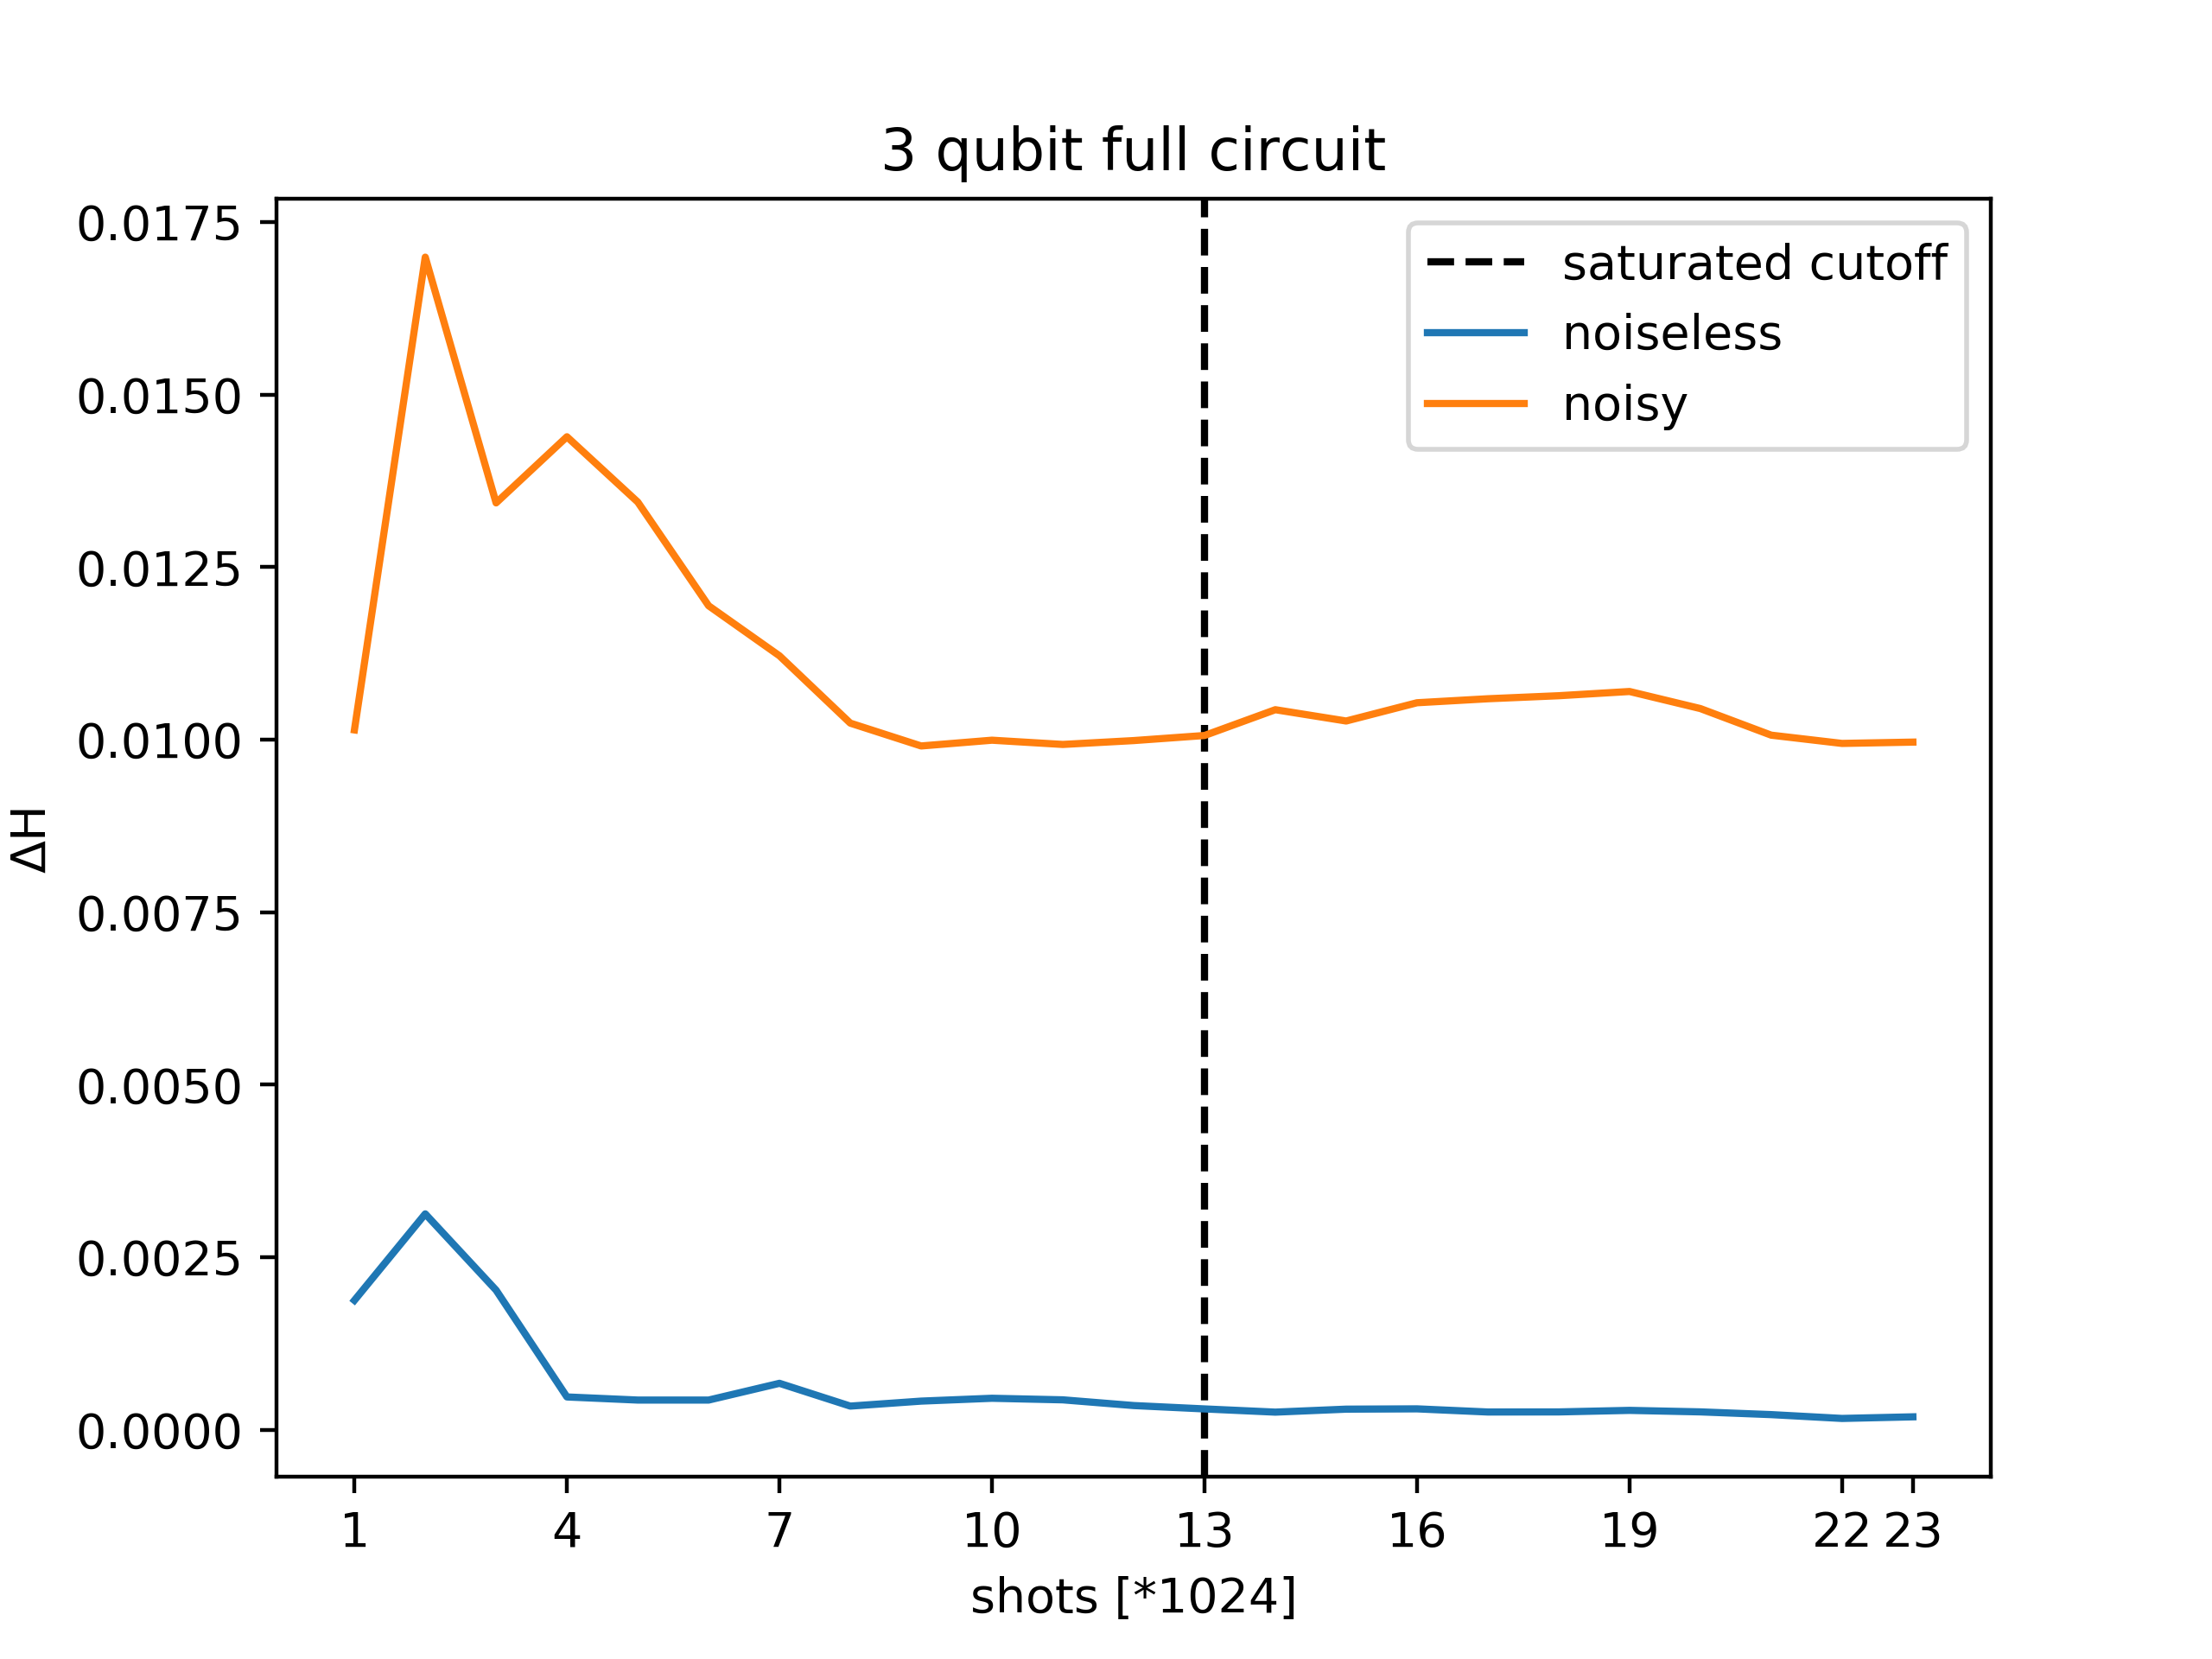 3 qubit full circuit
saturated cutoff
noiseless
noisy
0.0175
0.0150
0.0125
0.0100
0.0075
0.0050
0.0025
0.0000
ΔH
1 4 7 10 13 16 19 22 23
shots [*1024]